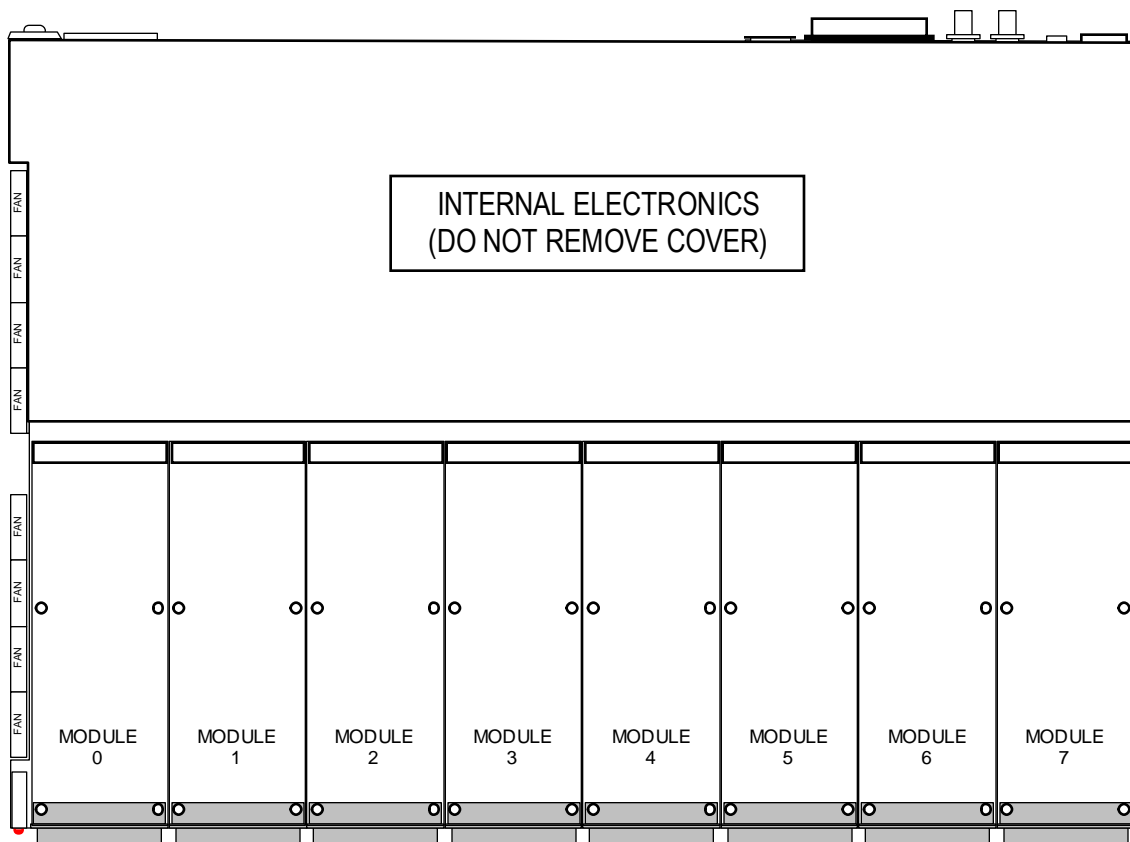 INTERNAL ELECTRONICS
(DO NOT REMOVE COVER)
FAN
FAN
FAN
FAN
FAN
FAN
FAN
FAN
MODULE
0
MODULE
1
MODULE
2
MODULE
3
MODULE
4
MODULE
5
MODULE
6
MODULE
7